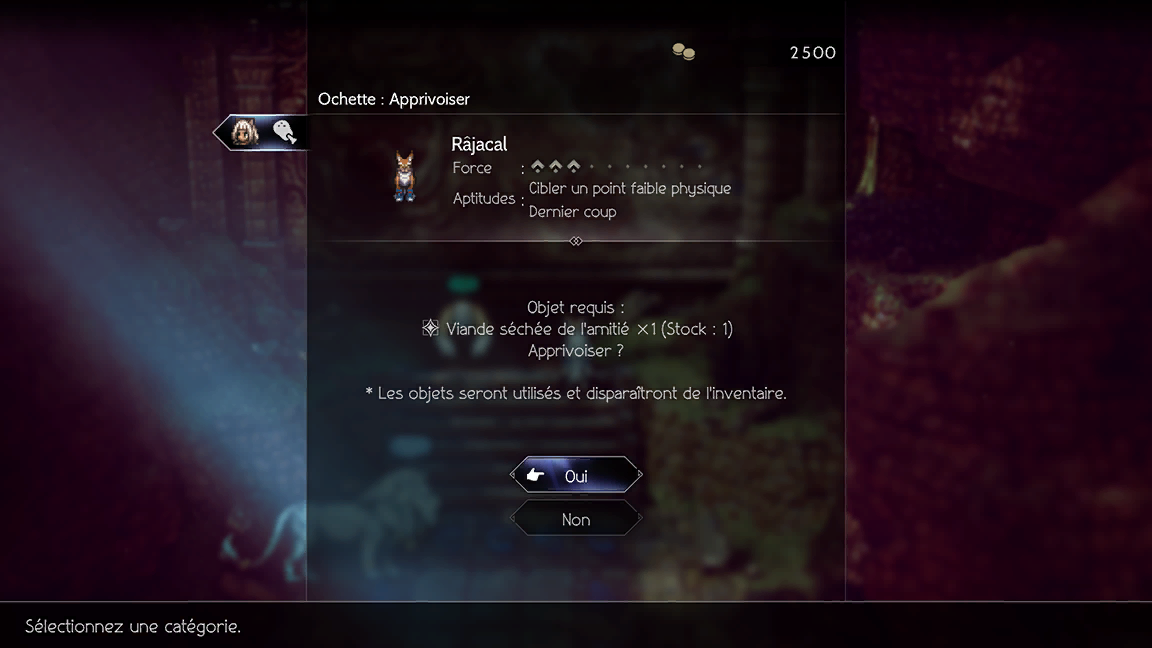 2500
Ochette : Apprivoiser
Râjacal
Force :
Aptitudes : Cibler un point faible physique
Dernier coup
Objet requis :
Viande séchée de l'amitié ×1 (Stock : 1)
Apprivoiser ?
* Les objets seront utilisés et disparaîtront de l'inventaire.
Oui
Non
Sélectionnez une catégorie.